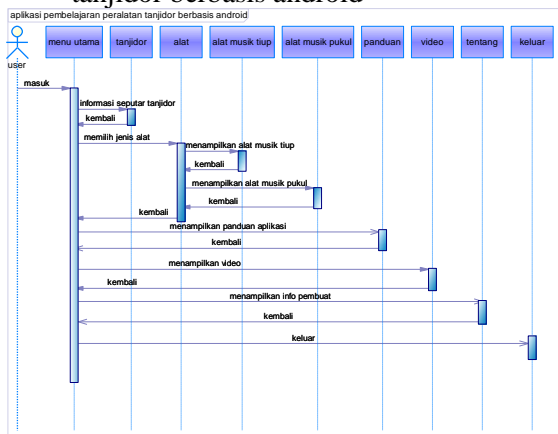 tanjidor berbasis android
aplikasi pembelajaran peralatan tanjidor berbasis android
user
menu utama
tanjidor
alat
alat musik tiup
alat musik pukul
panduan
video
tentang
keluar
masuk
informasi seputar tanjidor
kembali
memilih jenis alat
menampilkan alat musik tiup
kembali
menampilkan alat musik pukul
kembali
kembali
menampilkan panduan aplikasi
kembali
menampilkan video
kembali
menampilkan info pembuat
kembali
keluar